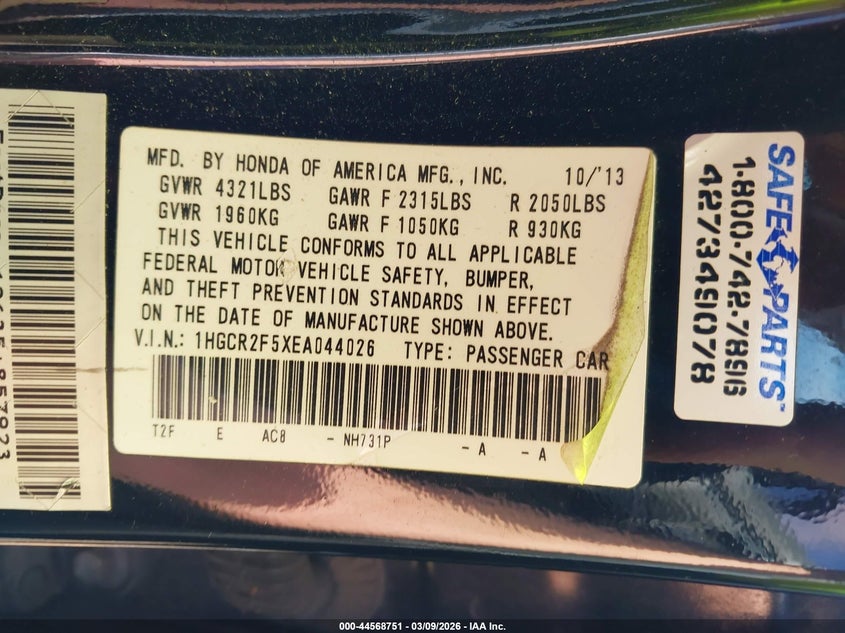 MFD. BY HONDA OF AMERICA MFG., INC. 10/'13
GVWR 4321LBS GAWR F 2315LBS R 2050LBS
GVWR 1960KG GAWR F 1050KG R 930KG
THIS VEHICLE CONFORMS TO ALL APPLICABLE
FEDERAL MOTOR VEHICLE SAFETY, BUMPER,
AND THEFT PREVENTION STANDARDS IN EFFECT
ON THE DATE OF MANUFACTURE SHOWN ABOVE.
V.I.N.: 1HGCR2F5XEA044026 TYPE: PASSENGER CAR
T2F E AC8 - NH731P - A - A
SAFE PARTS™
1-800-742-7896
427349078
000-44568751 — 03/09/2026 - IAA Inc.